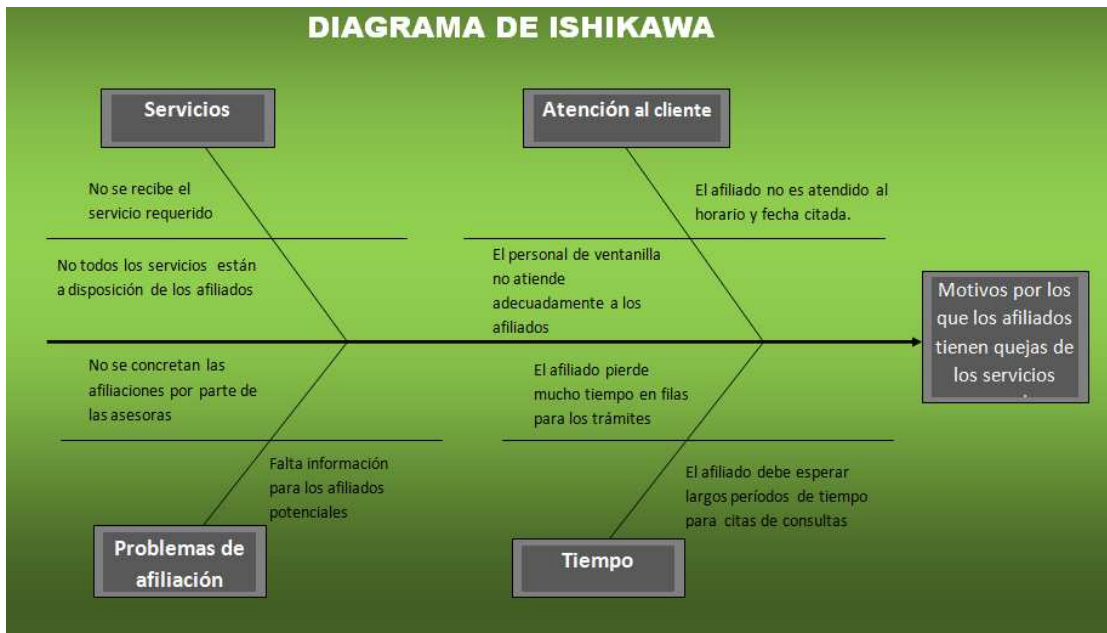 DIAGRAMA DE ISHIKAWA
Servicios
Atención al cliente
No se recibe el
servicio requerido
El afiliado no es atendido al
horario y fecha citada.
No todos los servicios están
a disposición de los afiliados
El personal de ventanilla
no atiende
adecuadamente a los
afiliados
Motivos por los
que los afiliados
tienen quejas de
los servicios
No se concretan las
afiliaciones por parte de
las asesoras
El afiliado pierde
mucho tiempo en filas
para los trámites
Falta información
para los afiliados
potenciales
El afiliado debe esperar
largos períodos de tiempo
para citas de consultas
Problemas de
afiliación
Tiempo